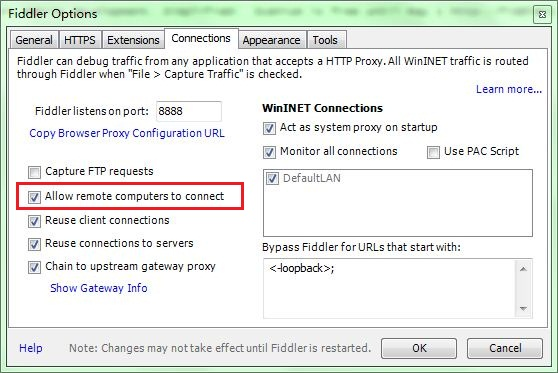 Fiddler Options
General HTTPS Extensions Connections Appearance Tools
Fiddler can debug traffic from any application that accepts a HTTP Proxy. All WinINET traffic is routed
through Fiddler when "File > Capture Traffic" is checked.
Learn more...
Fiddler listens on port: 8888
Copy Browser Proxy Configuration URL
Capture FTP requests
Allow remote computers to connect
Reuse client connections
Reuse connections to servers
Chain to upstream gateway proxy
Show Gateway Info
WinINET Connections
Act as system proxy on startup
Monitor all connections Use PAC Script
DefaultLAN
Bypass Fiddler for URLs that start with:
<-loopback>;
Help Note: Changes may not take effect until Fiddler is restarted. OK Cancel